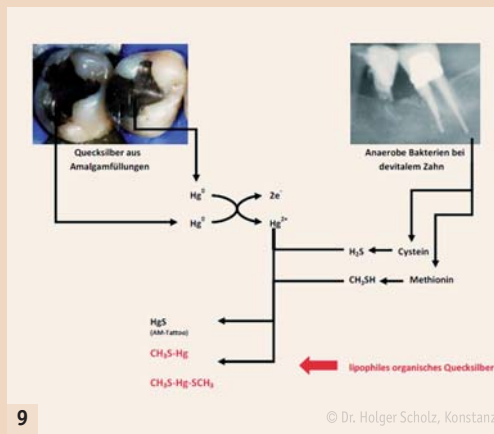 Quecksilber aus
Amalgamfüllungen
Anaerobe Bakterien bei
devitalem Zahn
Hg⁰
2e⁻
Hg⁰
Hg²⁺
H₂S
Cystein
CH₃SH
Methionin
HgS
(AM-Tattoo)
CH₃S-Hg
lipophiles organisches Quecksilber
CH₃S-Hg-SCH₃
9
© Dr. Holger Scholz, Konstanz